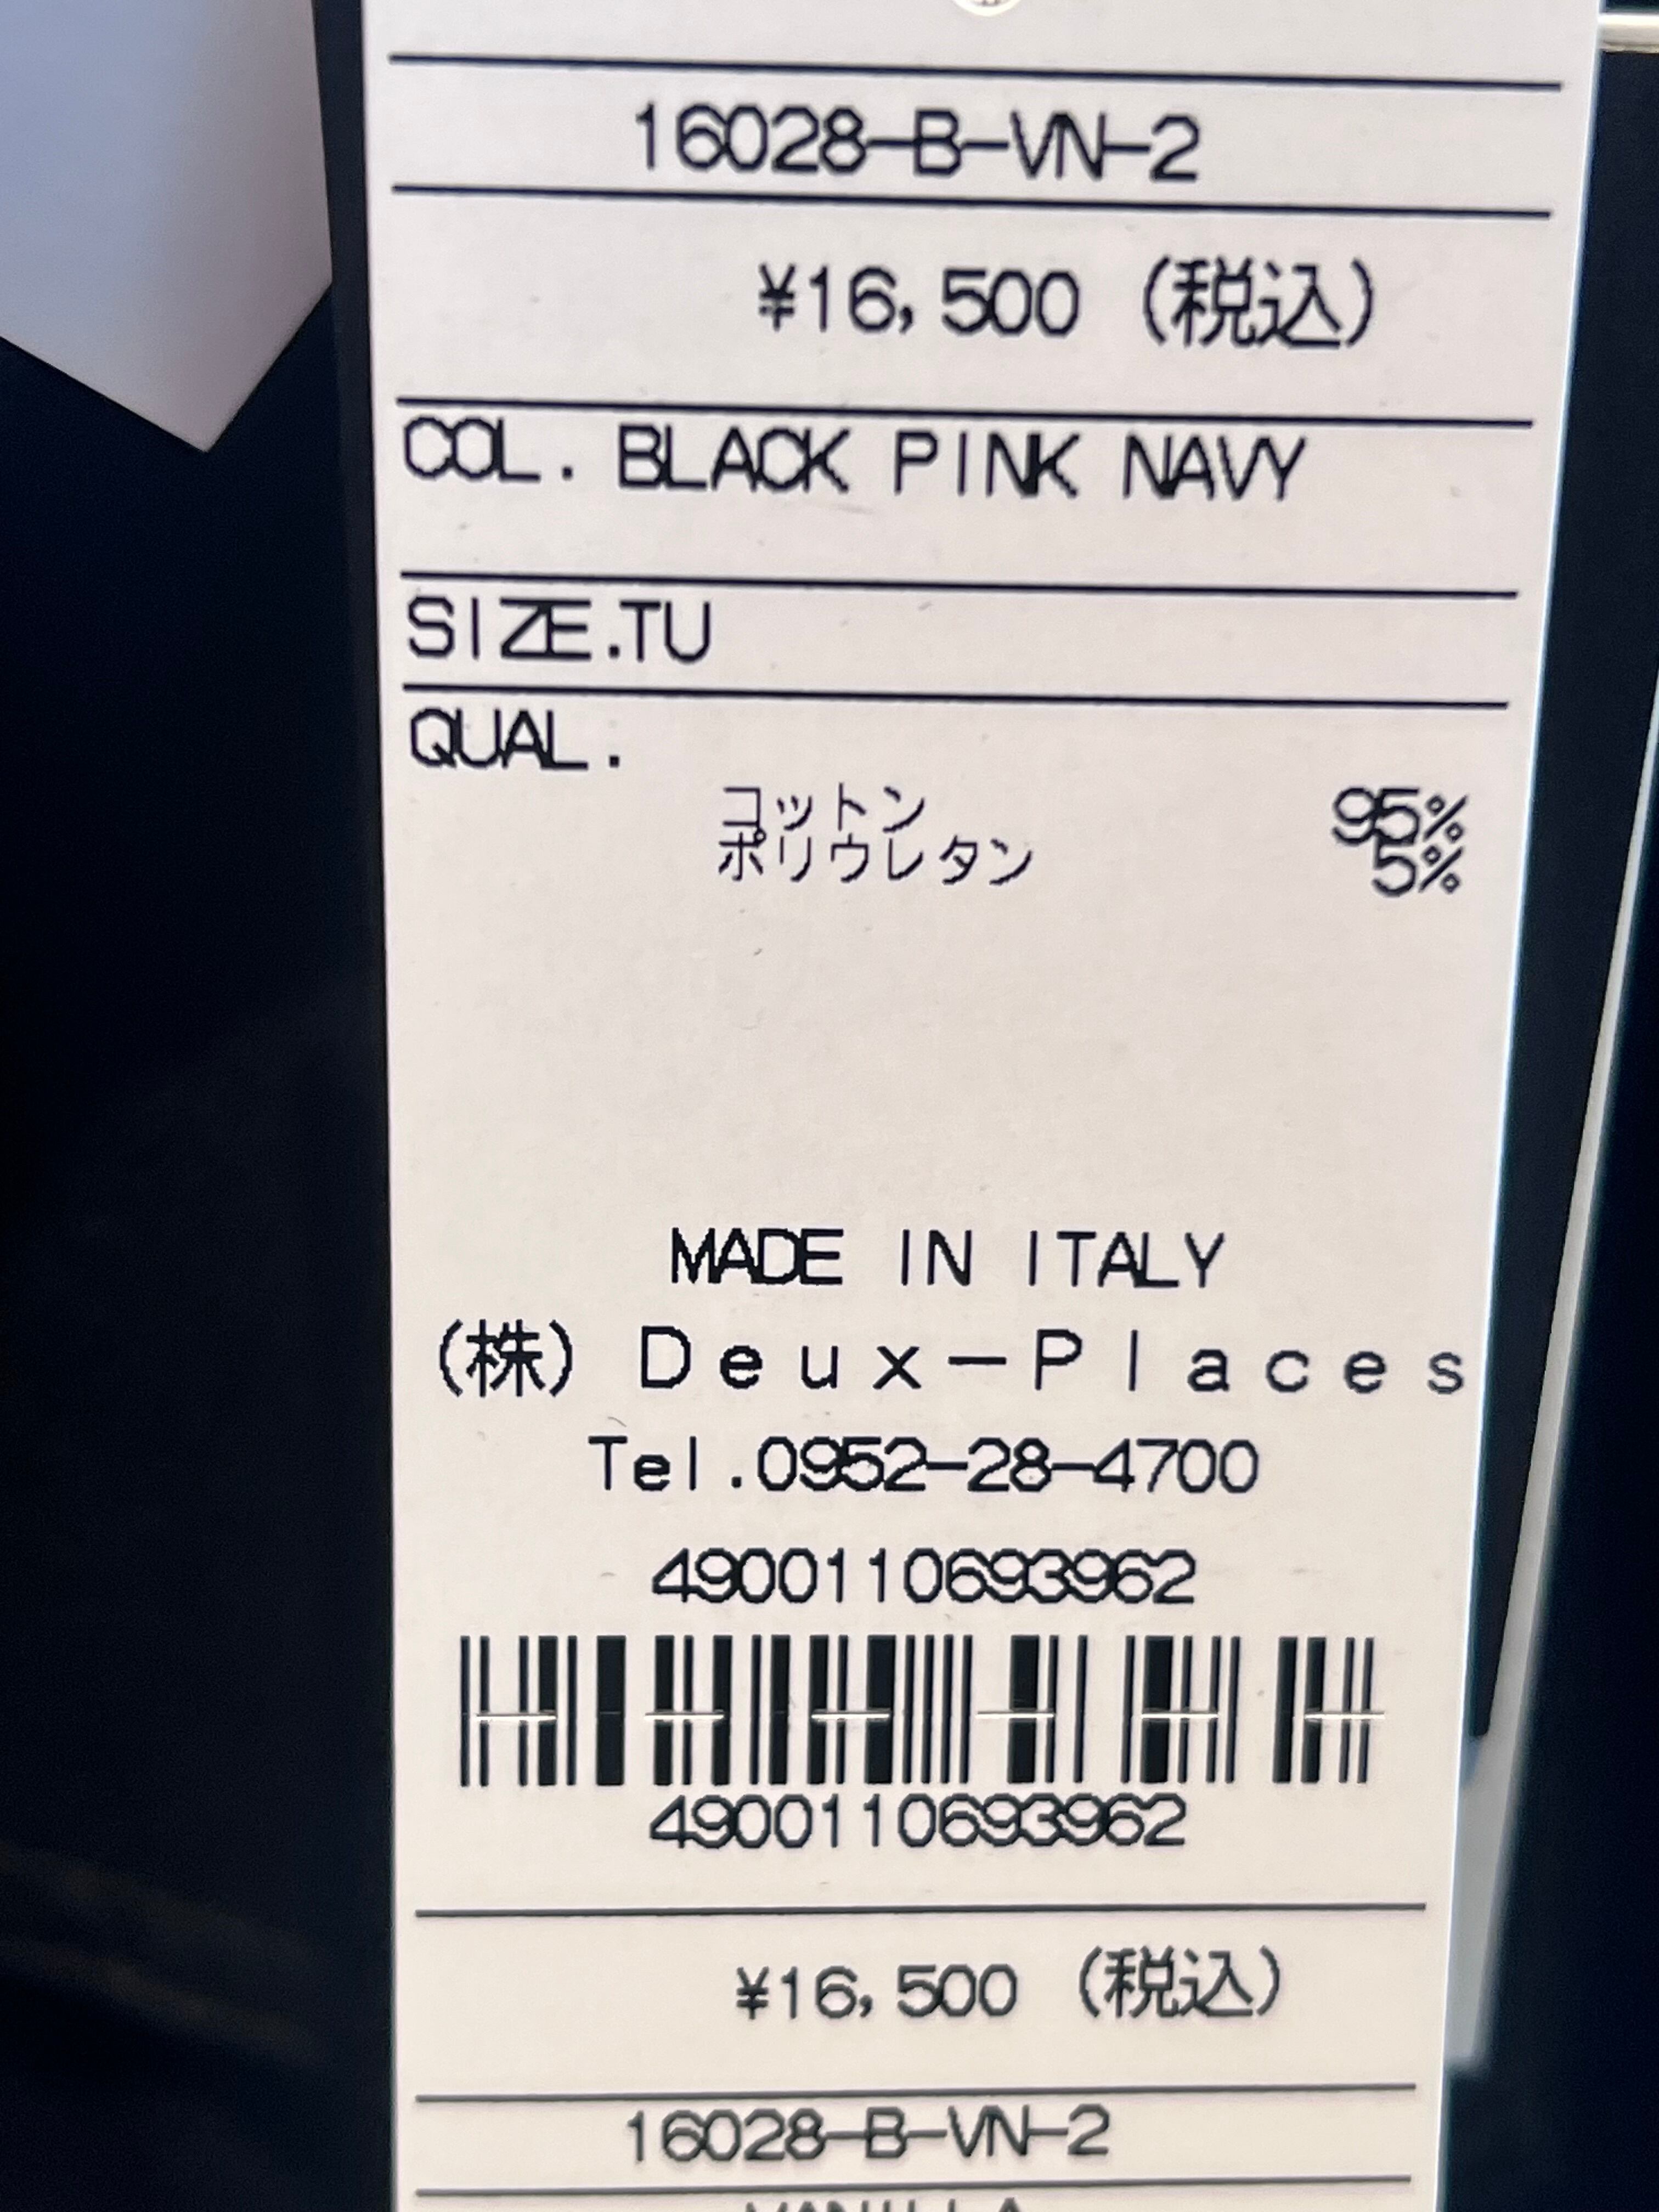 16028-B-VN-2
¥16,500 (税込)
COL. BLACK PINK NAVY
SIZE.TU
QUAL.
コットン 95%
ポリウレタン 5%
MADE IN ITALY
(株) Deux-Places
Tel.0952-28-4700
4900110693962
4900110693962
¥16,500 (税込)
16028-B-VN-2